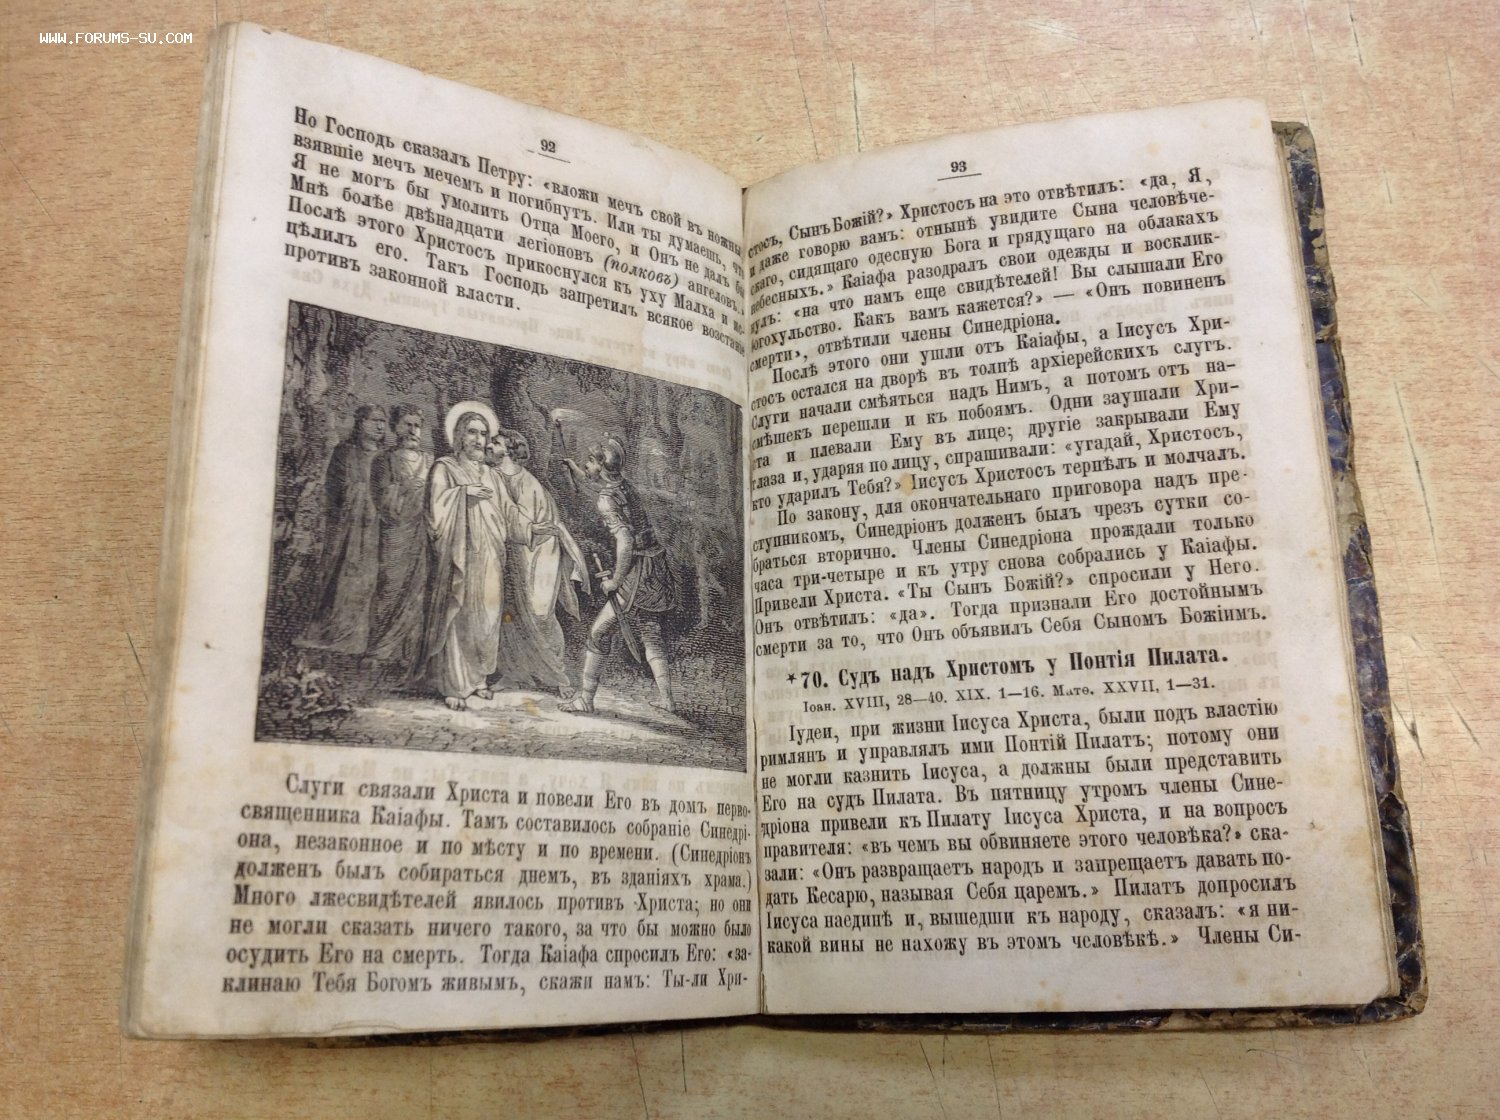 WWW.FORUMS-SU.COM
92
Но Господь сказалъ Петру: «вложи мечъ свой въ ножны
взявшіе мечъ мечемъ и погибнутъ. Или ты думаешь, что
Я не могъ бы умолить Отца Моего, и Онъ не далъ бы
Мнѣ болѣе двѣнадцати легіоновъ (полковъ) ангеловъ.»
Послѣ этого Христосъ прикоснулся къ уху Малха и ис-
цѣлилъ его. Такъ Господь запретилъ всякое возстаніе
противъ законной власти.
Слуги связали Христа и повели Его въ домъ перво-
священника Каіафы. Тамъ составилось собраніе Синедрі-
она, незаконное и по мѣсту и по времени. (Синедріонъ
долженъ былъ собираться днемъ, въ зданіяхъ храма.)
Много лжесвидѣтелей явилось противъ Христа; но они
не могли сказать ничего такого, за что бы можно было
осудить Его на смерть. Тогда Каіафа спросилъ Его: «за-
клинаю Тебя Богомъ живымъ, скажи намъ: Ты-ли Хри-
93
стосъ, Сынъ Божій?» Христосъ на это отвѣтилъ: «да, Я,
и даже говорю вамъ: отнынѣ увидите Сына человѣче-
скаго, сидящаго одесную Бога и грядущаго на облакахъ
небесныхъ.» Каіафа разодралъ свои одежды и восклик-
нулъ: «на что намъ еще свидѣтелей! Вы слышали Его
богохульство. Какъ вамъ кажется?» — «Онъ повиненъ
смерти», отвѣтили члены Синедріона.
Послѣ этого они ушли отъ Каіафы, а Іисусъ Хри-
стосъ остался на дворѣ въ толпѣ архіерейскихъ слугъ.
Слуги начали смѣяться надъ Нимъ, а потомъ отъ на-
смѣшекъ перешли и къ побоямъ. Одни заушали Хри-
ста и плевали Ему въ лице; другіе закрывали Ему
глаза и, ударяя по лицу, спрашивали: «угадай, Христосъ,
кто ударилъ Тебя?» Іисусъ Христосъ терпѣлъ и молчалъ.
По закону, для окончательнаго приговора надъ пре-
ступникомъ, Синедріонъ долженъ былъ чрезъ сутки со-
браться вторично. Члены Синедріона прождали только
часа три-четыре и къ утру снова собрались у Каіафы.
Привели Христа. «Ты Сынъ Божій?» спросили у Него.
Онъ отвѣтилъ: «да». Тогда признали Его достойнымъ
смерти за то, что Онъ объявилъ Себя Сыномъ Божіимъ.
*70. Судъ надъ Христомъ у Понтія Пилата.
Іоан. XVIII, 28—40. XIX. 1—16. Матѳ. XXVII, 1—31.
Іудеи, при жизни Іисуса Христа, были подъ властію
римлянъ и управлялъ ими Понтій Пилатъ; потому они
не могли казнить Іисуса, а должны были представить
Его на судъ Пилата. Въ пятницу утромъ члены Сине-
дріона привели къ Пилату Іисуса Христа, и на вопросъ
правителя: «въ чемъ вы обвиняете этого человѣка?» ска-
зали: «Онъ развращаетъ народъ и запрещаетъ давать по-
дать Кесарю, называя Себя царемъ.» Пилатъ допросилъ
Іисуса наединѣ и, вышедши къ народу, сказалъ: «я ни-
какой вины не нахожу въ этомъ человѣкѣ.» Члены Си-